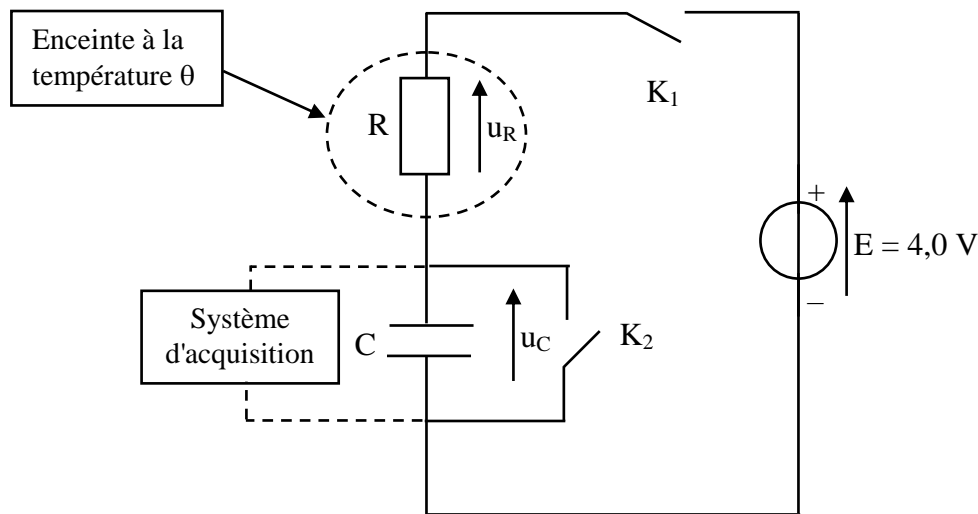 Enceinte à la
température θ
K₁
R
u_R
+
E = 4,0 V
–
Système
d'acquisition
C
u_C
K₂